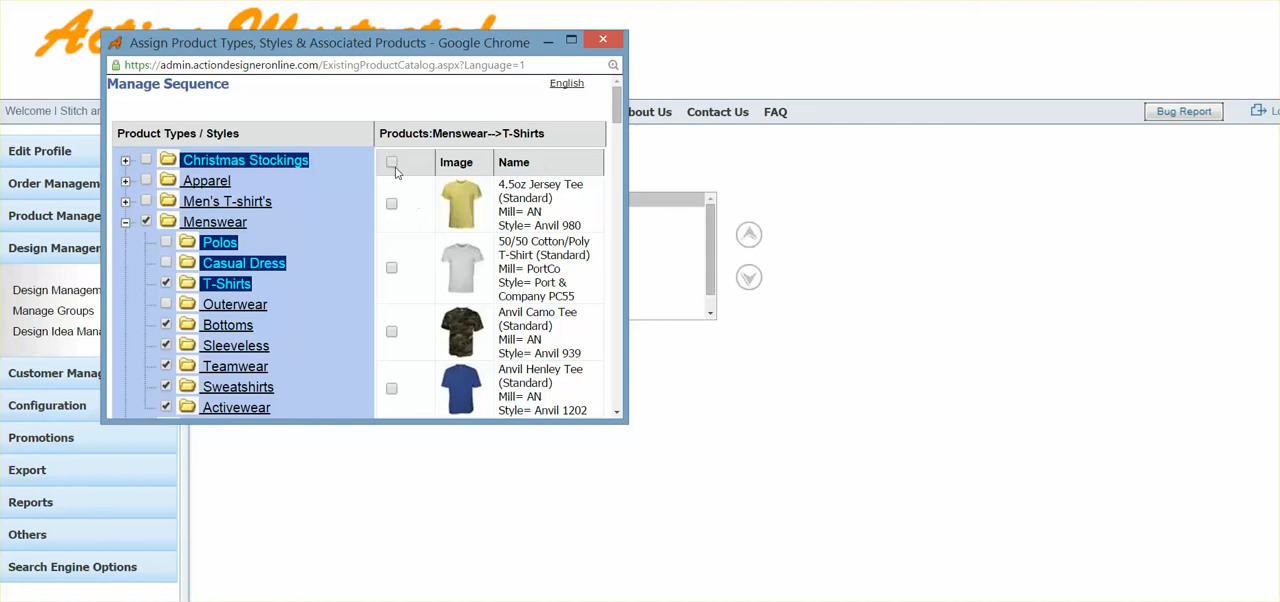 Assign Product Types, Styles & Associated Products - Google Chrome
https://admin.actiondesigneronline.com/ExistingProductCatalog.aspx?Language=1
Manage Sequence
English
Welcome ! Stitch an
bout Us
Contact Us
FAQ
Bug Report
Lo
Edit Profile
Order Managem
Product Manage
Design Manager
Design Managem
Manage Groups
Design Idea Mana
Customer Manag
Configuration
Promotions
Export
Reports
Others
Search Engine Options
Product Types / Styles
Christmas Stockings
Apparel
Men's T-shirt's
Menswear
Polos
Casual Dress
T-Shirts
Outerwear
Bottoms
Sleeveless
Teamwear
Sweatshirts
Activewear
Products:Menswear-->T-Shirts
Image
Name
4.5oz Jersey Tee
(Standard)
Mill= AN
Style= Anvil 980
50/50 Cotton/Poly
T-Shirt (Standard)
Mill= PortCo
Style= Port &
Company PC55
Anvil Camo Tee
(Standard)
Mill= AN
Style= Anvil 939
Anvil Henley Tee
(Standard)
Mill= AN
Style= Anvil 1202